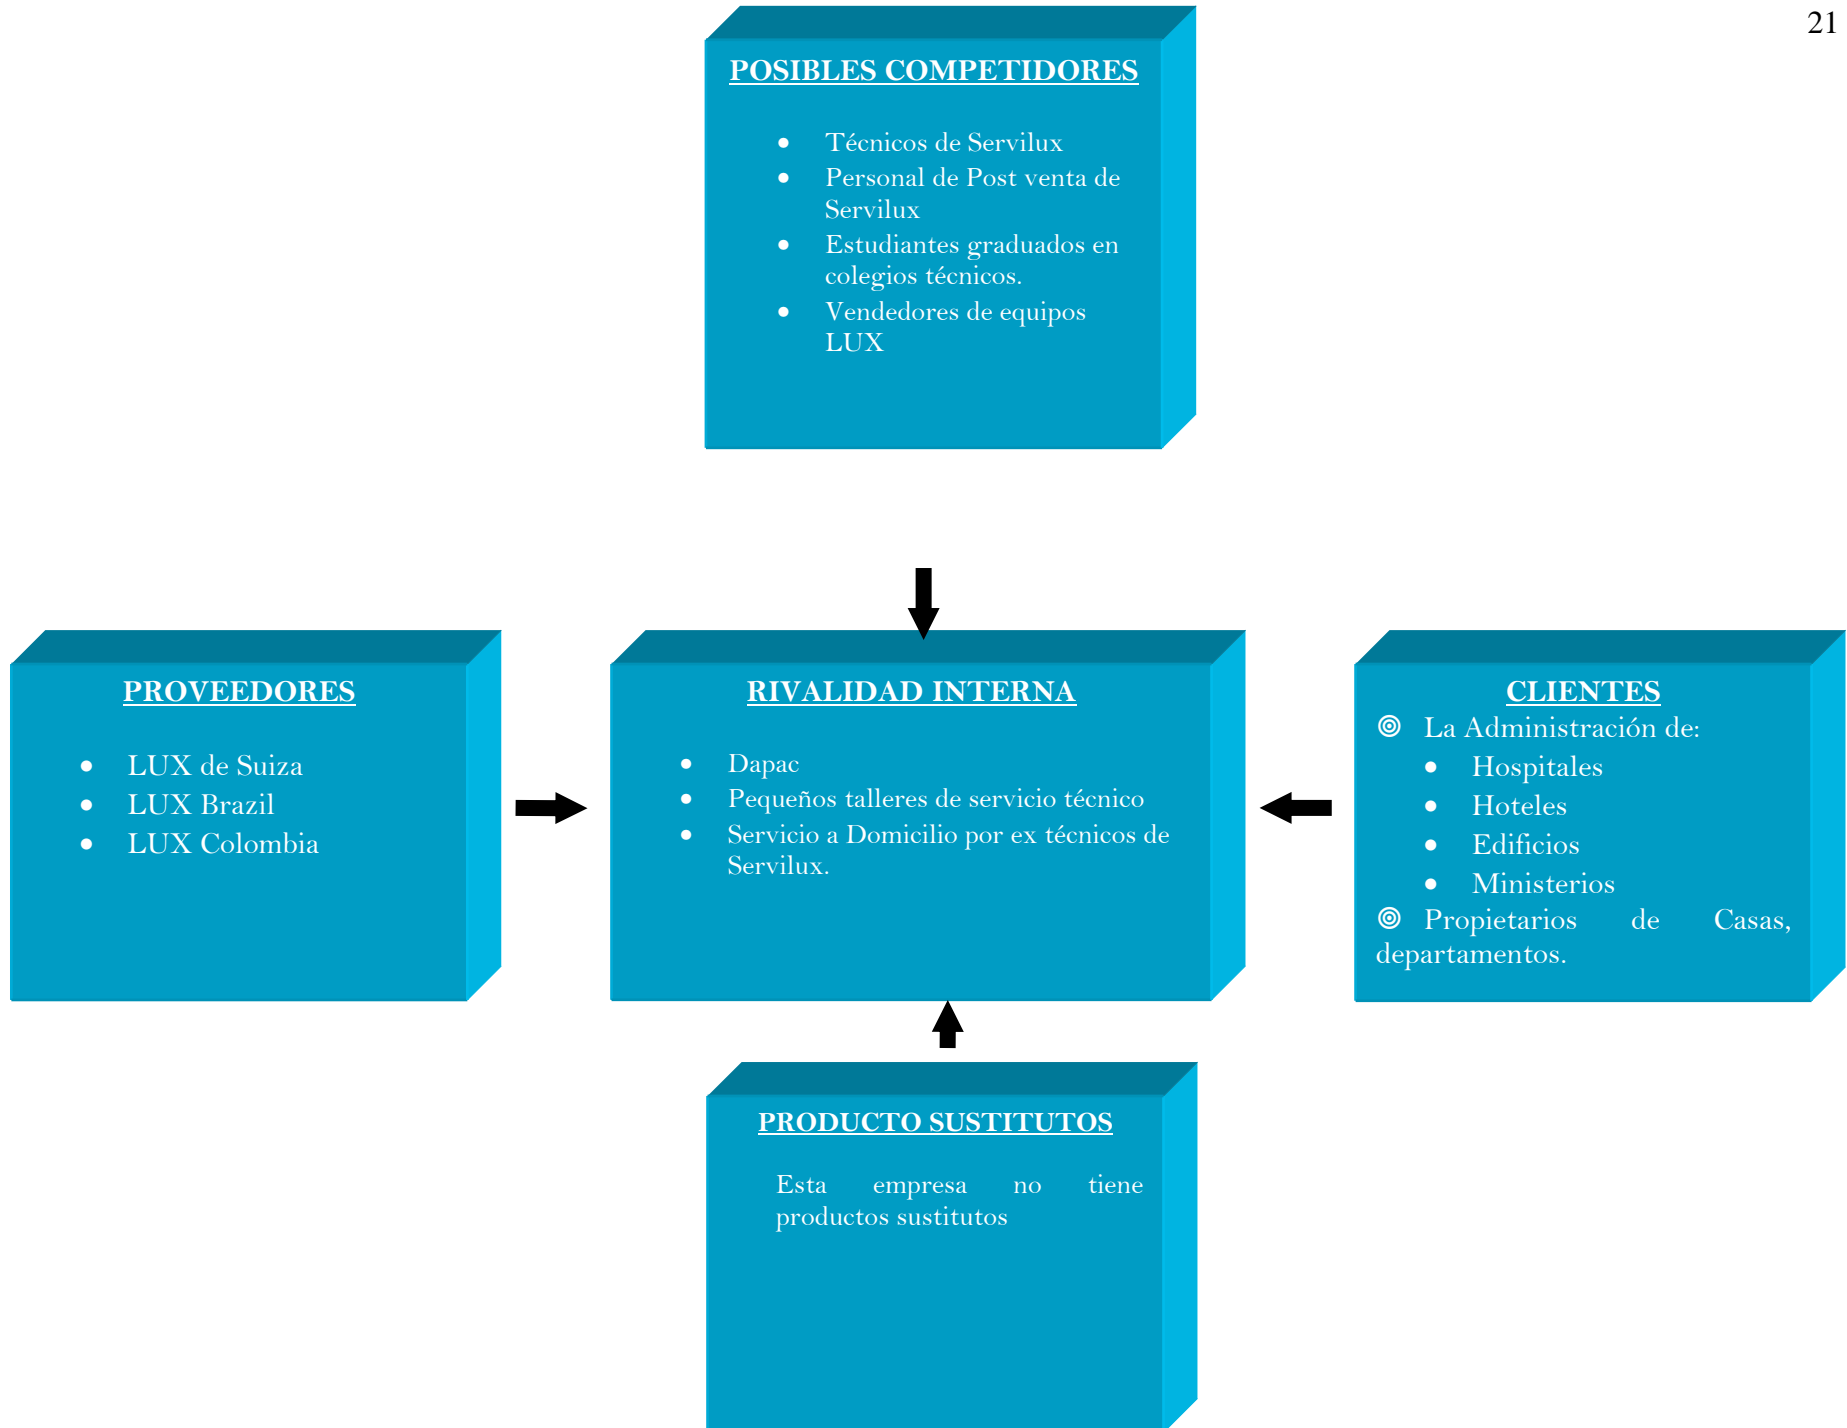 21
POSIBLES COMPETIDORES
• Técnicos de Servilux
• Personal de Post venta de
Servilux
• Estudiantes graduados en
colegios técnicos.
• Vendedores de equipos
LUX
PROVEEDORES
• LUX de Suiza
• LUX Brazil
• LUX Colombia
RIVALIDAD INTERNA
• Dapac
• Pequeños talleres de servicio técnico
• Servicio a Domicilio por ex técnicos de
Servilux.
CLIENTES
⦾ La Administración de:
• Hospitales
• Hoteles
• Edificios
• Ministerios
⦾ Propietarios de Casas,
departamentos.
PRODUCTO SUSTITUTOS
Esta empresa no tiene
productos sustitutos